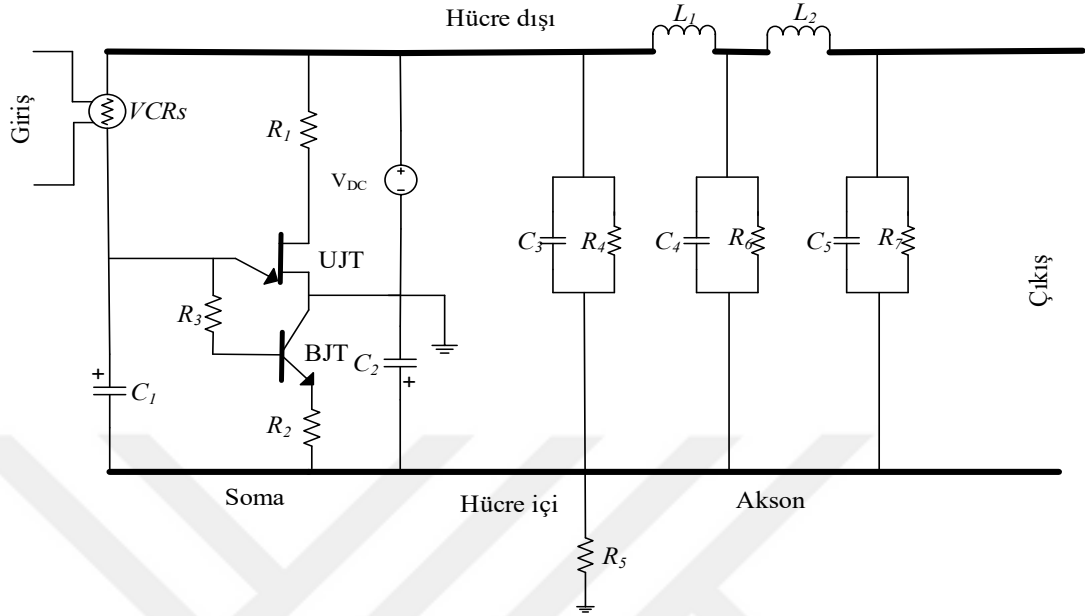 Hücre dışı
L1
L2
Giriş
VCRs
R1
VDC
UJT
R3
BJT
C2
C1
R2
C3
R4
C4
R6
C5
R7
Çıkış
Soma
Hücre içi
Akson
R5